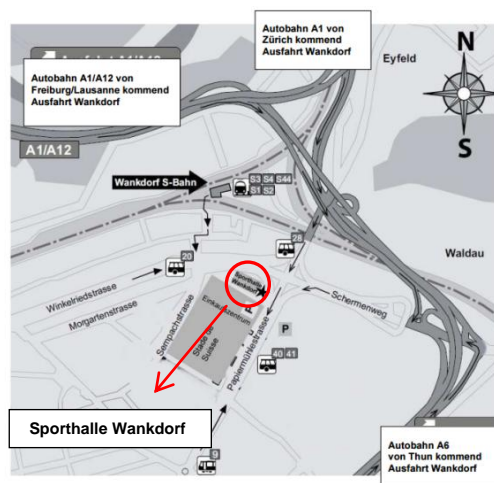 Autobahn A1 von
Zürich kommend
Ausfahrt Wankdorf
Eyfeld
N
S
Autobahn A1/A12 von
Freiburg/Lausanne kommend
Ausfahrt Wankdorf
A1/A12
Wankdorf S-Bahn
S3 S4 S44
S1 S2
28
20
Waldau
Winkelriedstrasse
Morgartenstrasse
Sempachstrasse
Sporthalle
Wankdorf
Einkaufszentrum
Stade de
Suisse
P
Papiermühlestrasse
Schermenweg
P
40 41
Sporthalle Wankdorf
9
Autobahn A6
von Thun kommend
Ausfahrt Wankdorf